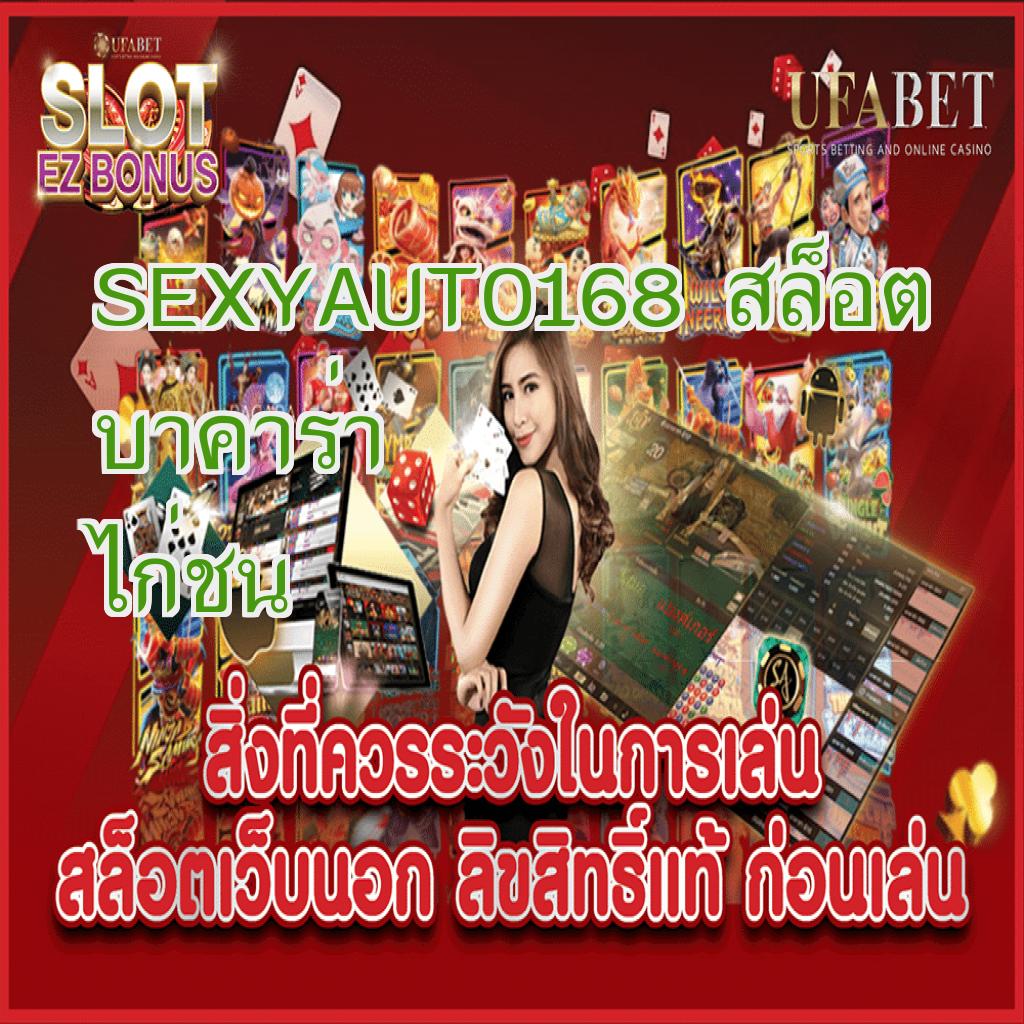 UFABET
SLOT
EZ BONUS
UFABET
SPORTS BETTING AND ONLINE CASINO
SEXYAUTO168 สล็อต
บาคาร่า
ไก่ชน
สิ่งที่ควรระวังในการเล่น
สล็อตเว็บนอก ลิขสิทธิ์แท้ ก่อนเล่น